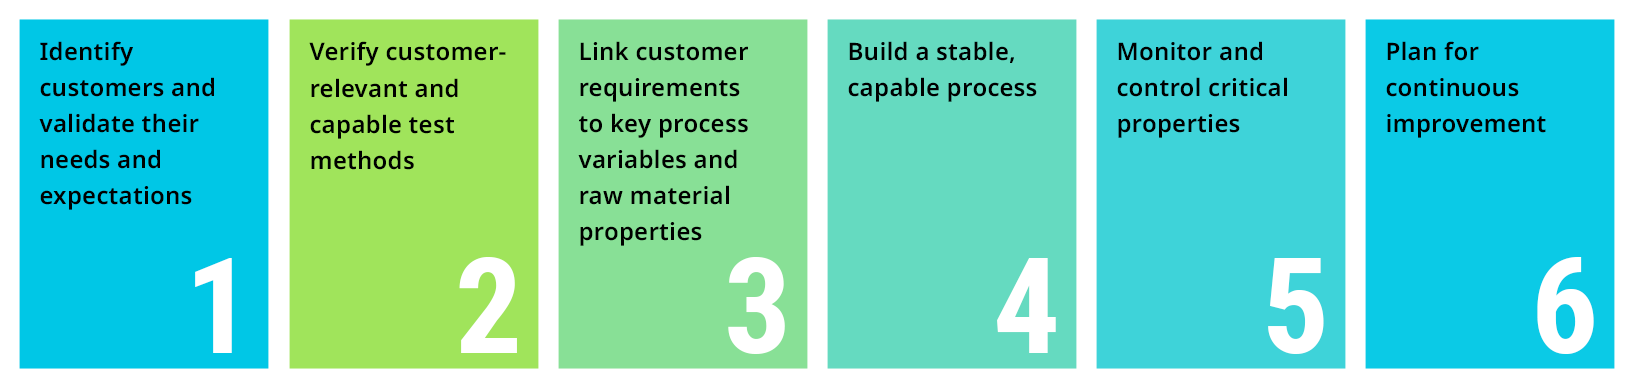 Identify
customers and
validate their
needs and
expectations
1
Verify customer-
relevant and
capable test
methods
2
Link customer
requirements
to key process
variables and
raw material
properties
3
Build a stable,
capable process
4
Monitor and
control critical
properties
5
Plan for
continuous
improvement
6